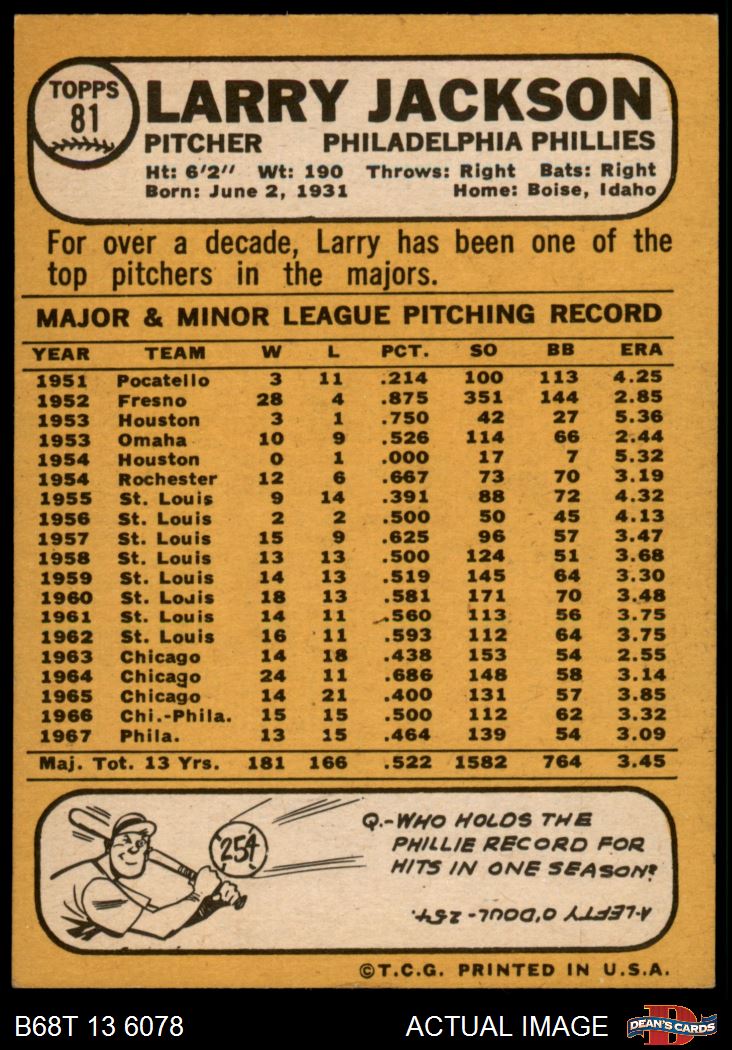 TOPPS
81
LARRY JACKSON
PITCHER PHILADELPHIA PHILLIES
Ht: 6'2" Wt: 190 Throws: Right Bats: Right
Born: June 2, 1931 Home: Boise, Idaho
For over a decade, Larry has been one of the
top pitchers in the majors.
MAJOR & MINOR LEAGUE PITCHING RECORD
YEAR TEAM W L PCT. SO BB ERA
1951 Pocatello 3 11 .214 100 113 4.25
1952 Fresno 28 4 .875 351 144 2.85
1953 Houston 3 1 .750 42 27 5.36
1953 Omaha 10 9 .526 114 66 2.44
1954 Houston 0 1 .000 17 7 5.32
1954 Rochester 12 6 .667 73 70 3.19
1955 St. Louis 9 14 .391 88 72 4.32
1956 St. Louis 2 2 .500 50 45 4.13
1957 St. Louis 15 9 .625 96 57 3.47
1958 St. Louis 13 13 .500 124 51 3.68
1959 St. Louis 14 13 .519 145 64 3.30
1960 St. Louis 18 13 .581 171 70 3.48
1961 St. Louis 14 11 .560 113 56 3.75
1962 St. Louis 16 11 .593 112 64 3.75
1963 Chicago 14 18 .438 153 54 2.55
1964 Chicago 24 11 .686 148 58 3.14
1965 Chicago 14 21 .400 131 57 3.85
1966 Chi.-Phila. 15 15 .500 112 62 3.32
1967 Phila. 13 15 .464 139 54 3.09
Maj. Tot. 13 Yrs. 181 166 .522 1582 764 3.45
254
Q.-WHO HOLDS THE
PHILLIE RECORD FOR
HITS IN ONE SEASON?
A-LEFTY O'DOUL-254.
©T.C.G. PRINTED IN U.S.A.
B68T 13 6078 ACTUAL IMAGE
D
DEAN'S CARDS